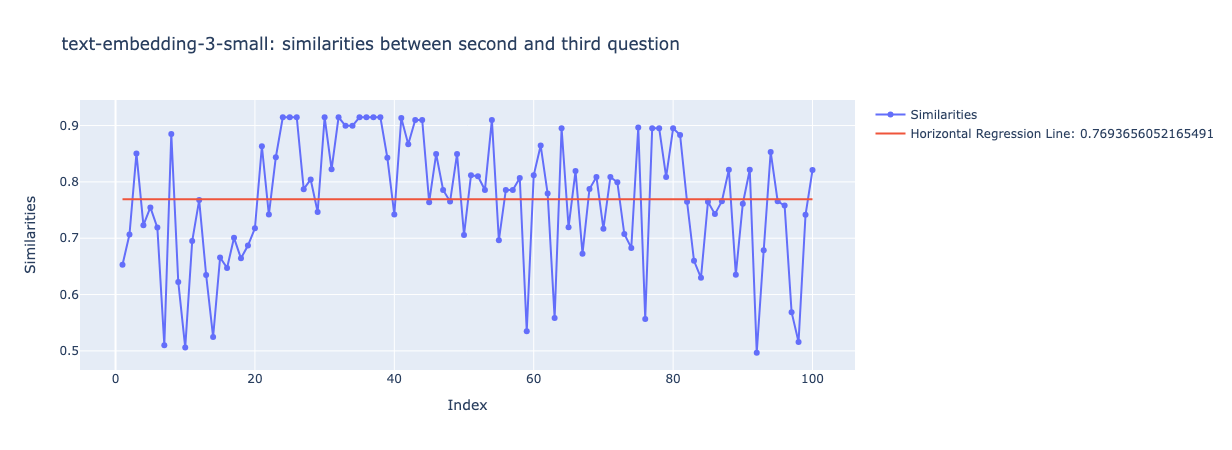 text-embedding-3-small: similarities between second and third question
Similarities
Horizontal Regression Line: 0.7693656052165491
0.9
0.8
0.7
0.6
0.5
Similarities
0
20
40
60
80
100
Index